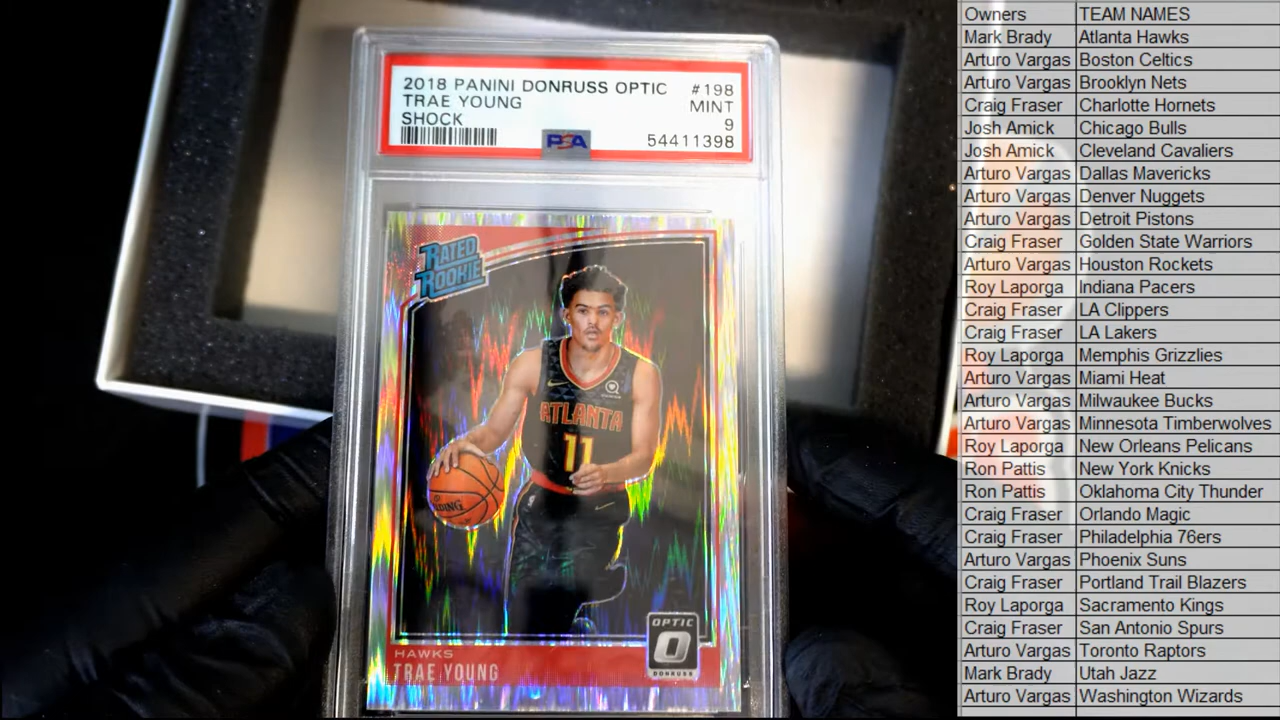 2018 PANINI DONRUSS OPTIC #198
TRAE YOUNG MINT
SHOCK 9
PSA 54411398
RATED
ROOKIE
ATLANTA
11
HAWKS
TRAE YOUNG
OPTIC
DONRUSS
Owners TEAM NAMES
Mark Brady Atlanta Hawks
Arturo Vargas Boston Celtics
Arturo Vargas Brooklyn Nets
Craig Fraser Charlotte Hornets
Josh Amick Chicago Bulls
Josh Amick Cleveland Cavaliers
Arturo Vargas Dallas Mavericks
Arturo Vargas Denver Nuggets
Arturo Vargas Detroit Pistons
Craig Fraser Golden State Warriors
Arturo Vargas Houston Rockets
Roy Laporga Indiana Pacers
Craig Fraser LA Clippers
Craig Fraser LA Lakers
Roy Laporga Memphis Grizzlies
Arturo Vargas Miami Heat
Arturo Vargas Milwaukee Bucks
Arturo Vargas Minnesota Timberwolves
Roy Laporga New Orleans Pelicans
Ron Pattis New York Knicks
Ron Pattis Oklahoma City Thunder
Craig Fraser Orlando Magic
Craig Fraser Philadelphia 76ers
Arturo Vargas Phoenix Suns
Craig Fraser Portland Trail Blazers
Roy Laporga Sacramento Kings
Craig Fraser San Antonio Spurs
Arturo Vargas Toronto Raptors
Mark Brady Utah Jazz
Arturo Vargas Washington Wizards